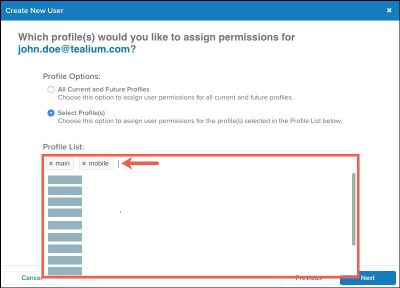 Create New User ×
Which profile(s) would you like to assign permissions for
john.doe@tealium.com?
Profile Options:
All Current and Future Profiles
Choose this option to assign user permissions for all current and future profiles.
Select Profile(s)
Choose this option to assign user permissions for the profile(s) selected in the Profile List below.
Profile List:
× main × mobile
Cancel Previous Next